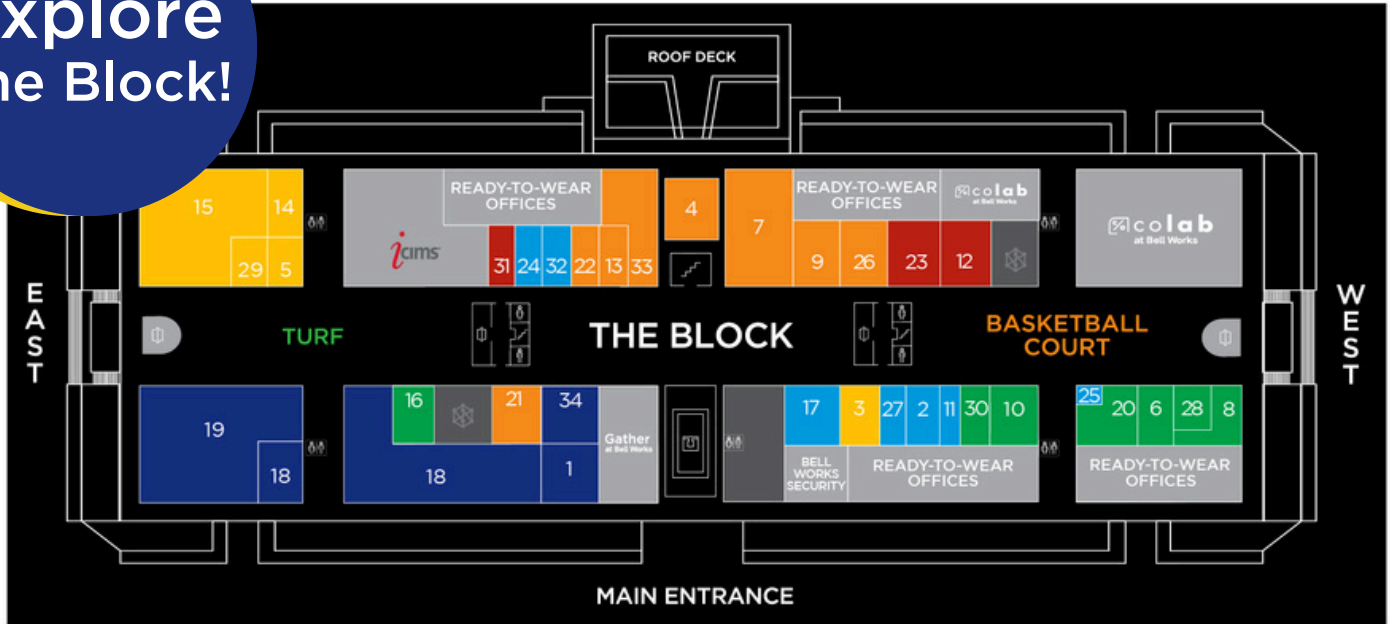 xplore
he Block!
ROOF DECK
15
14
29
5
READY-TO-WEAR
OFFICES
icims
31
24
32
22
13
33
4
7
READY-TO-WEAR
OFFICES
colab
at Bell Works
9
26
23
12
colab
at Bell Works
EAST
TURF
THE BLOCK
BASKETBALL
COURT
WEST
19
18
16
21
34
18
1
Gather
at Bell Works
17
3
27
2
11
30
10
BELL
WORKS
SECURITY
READY-TO-WEAR
OFFICES
25
20
6
28
8
READY-TO-WEAR
OFFICES
MAIN ENTRANCE